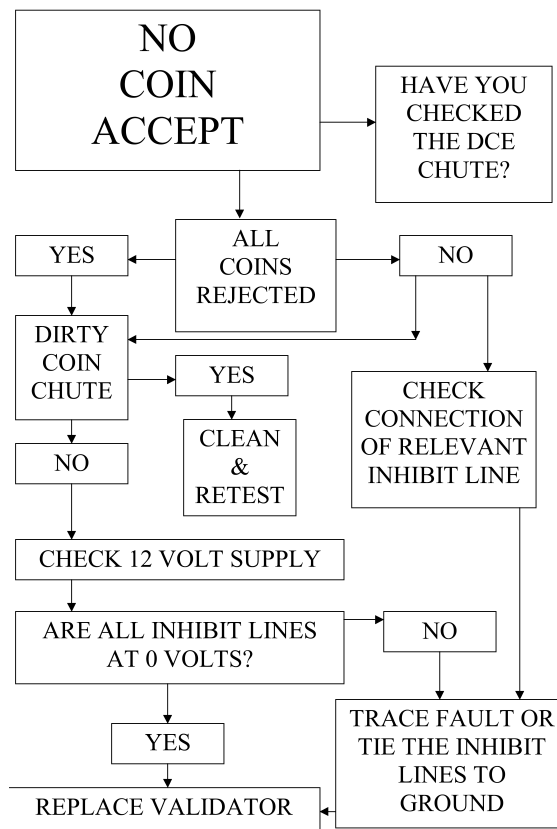 NO
COIN
ACCEPT
HAVE YOU
CHECKED
THE DCE
CHUTE?
YES
ALL
COINS
REJECTED
NO
DIRTY
COIN
CHUTE
YES
CLEAN
&
RETEST
CHECK
CONNECTION
OF RELEVANT
INHIBIT LINE
NO
CHECK 12 VOLT SUPPLY
ARE ALL INHIBIT LINES
AT 0 VOLTS?
NO
YES
TRACE FAULT OR
TIE THE INHIBIT
LINES TO
GROUND
REPLACE VALIDATOR